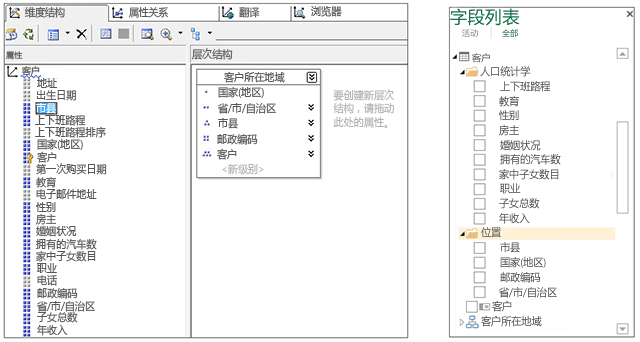 维度结构
属性关系
翻译
浏览器
属性
客户
地址
出生日期
市县
上下班路程
上下班路程排序
国家(地区)
客户
第一次购买日期
教育
电子邮件地址
性别
房主
婚姻状况
拥有的汽车数
家中子女数目
职业
电话
邮政编码
省/市/自治区
子女总数
年收入
层次结构
客户所在地域
国家(地区)
省/市/自治区
市县
邮政编码
客户
<新级别>
要创建新层次
结构，请拖动
此处的属性。
字段列表
活动 全部
客户
人口统计学
上下班路程
教育
性别
房主
婚姻状况
拥有的汽车数
家中子女数目
职业
子女总数
年收入
位置
市县
国家(地区)
邮政编码
省/市/自治区
客户
客户所在地域